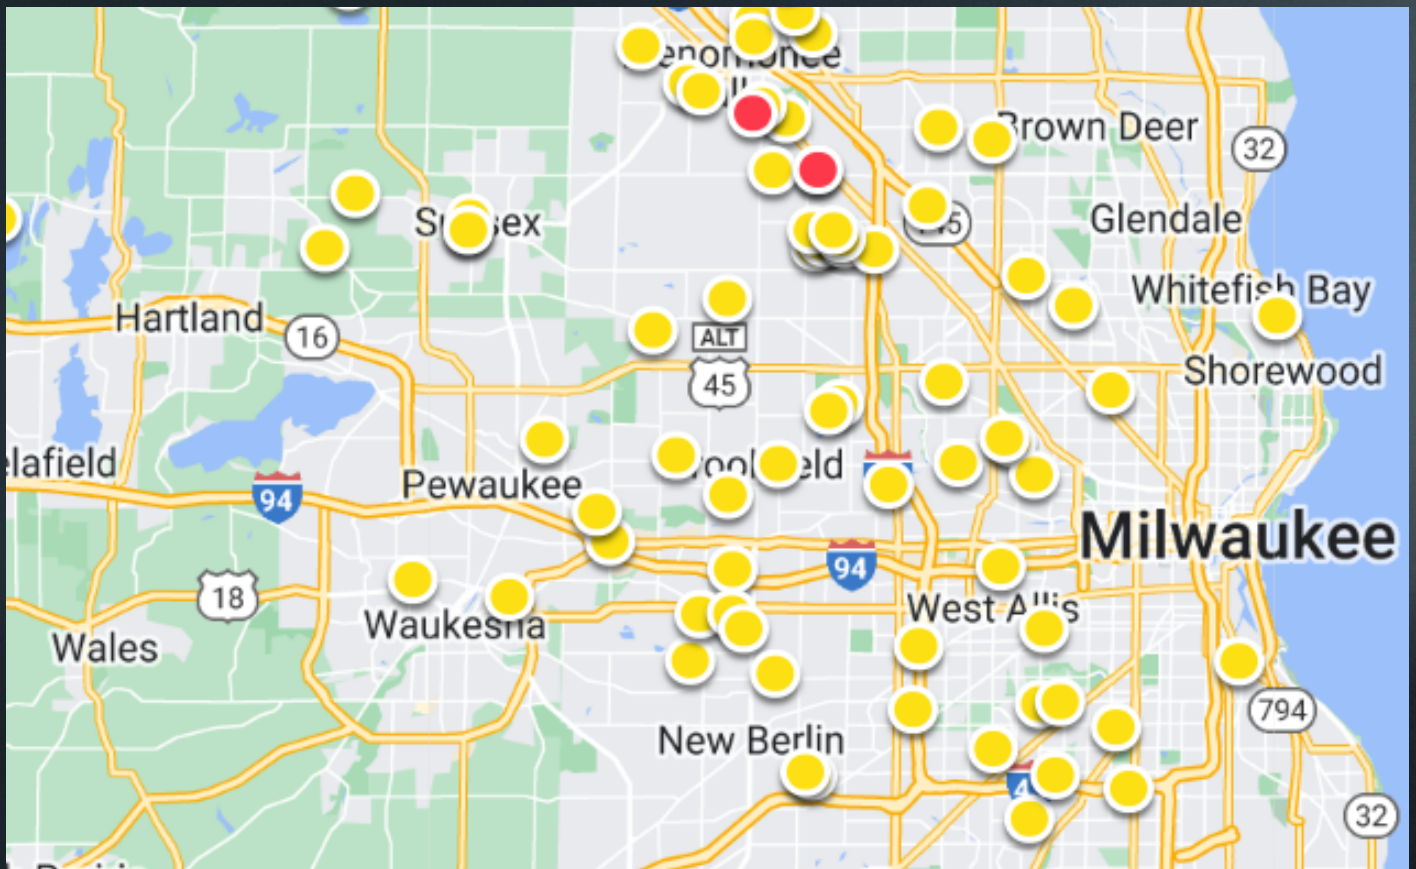 Brown Deer
32
Glendale
Whitefish Bay
Hartland
16
ALT
45
Shorewood
elafield
94
Pewaukee
Milwaukee
94
18
West Allis
Waukesha
Wales
794
New Berlin
4
32